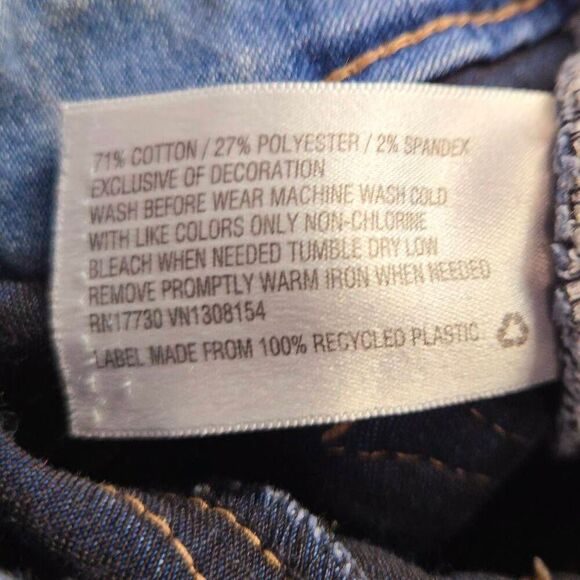 71% COTTON / 27% POLYESTER / 2% SPANDEX
EXCLUSIVE OF DECORATION
WASH BEFORE WEAR MACHINE WASH COLD
WITH LIKE COLORS ONLY NON-CHLORINE
BLEACH WHEN NEEDED TUMBLE DRY LOW
REMOVE PROMPTLY WARM IRON WHEN NEEDED
RN17730 VN1308154
LABEL MADE FROM 100% RECYCLED PLASTIC